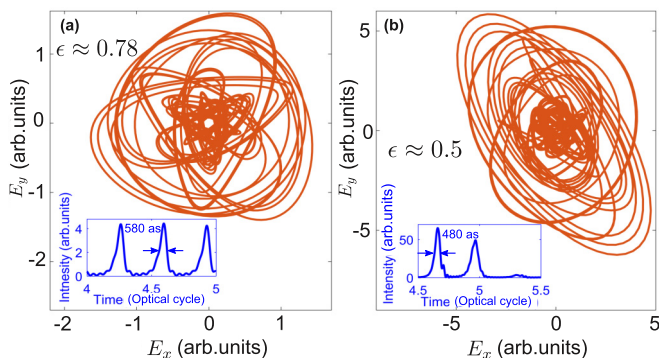 (a)
ϵ ≈ 0.78
E_y (arb.units)
1
0
-1
-2
-2
-1
0
1
E_x (arb.units)
580 as
Intnesity (arb.units)
4
2
0
4
4.5
5
Time (Optical cycle)
(b)
ϵ ≈ 0.5
E_y (arb.units)
5
0
-5
-5
0
5
E_x (arb.units)
480 as
Intensity (arb.units)
50
0
4.5
5
5.5
Time (Optical cycle)